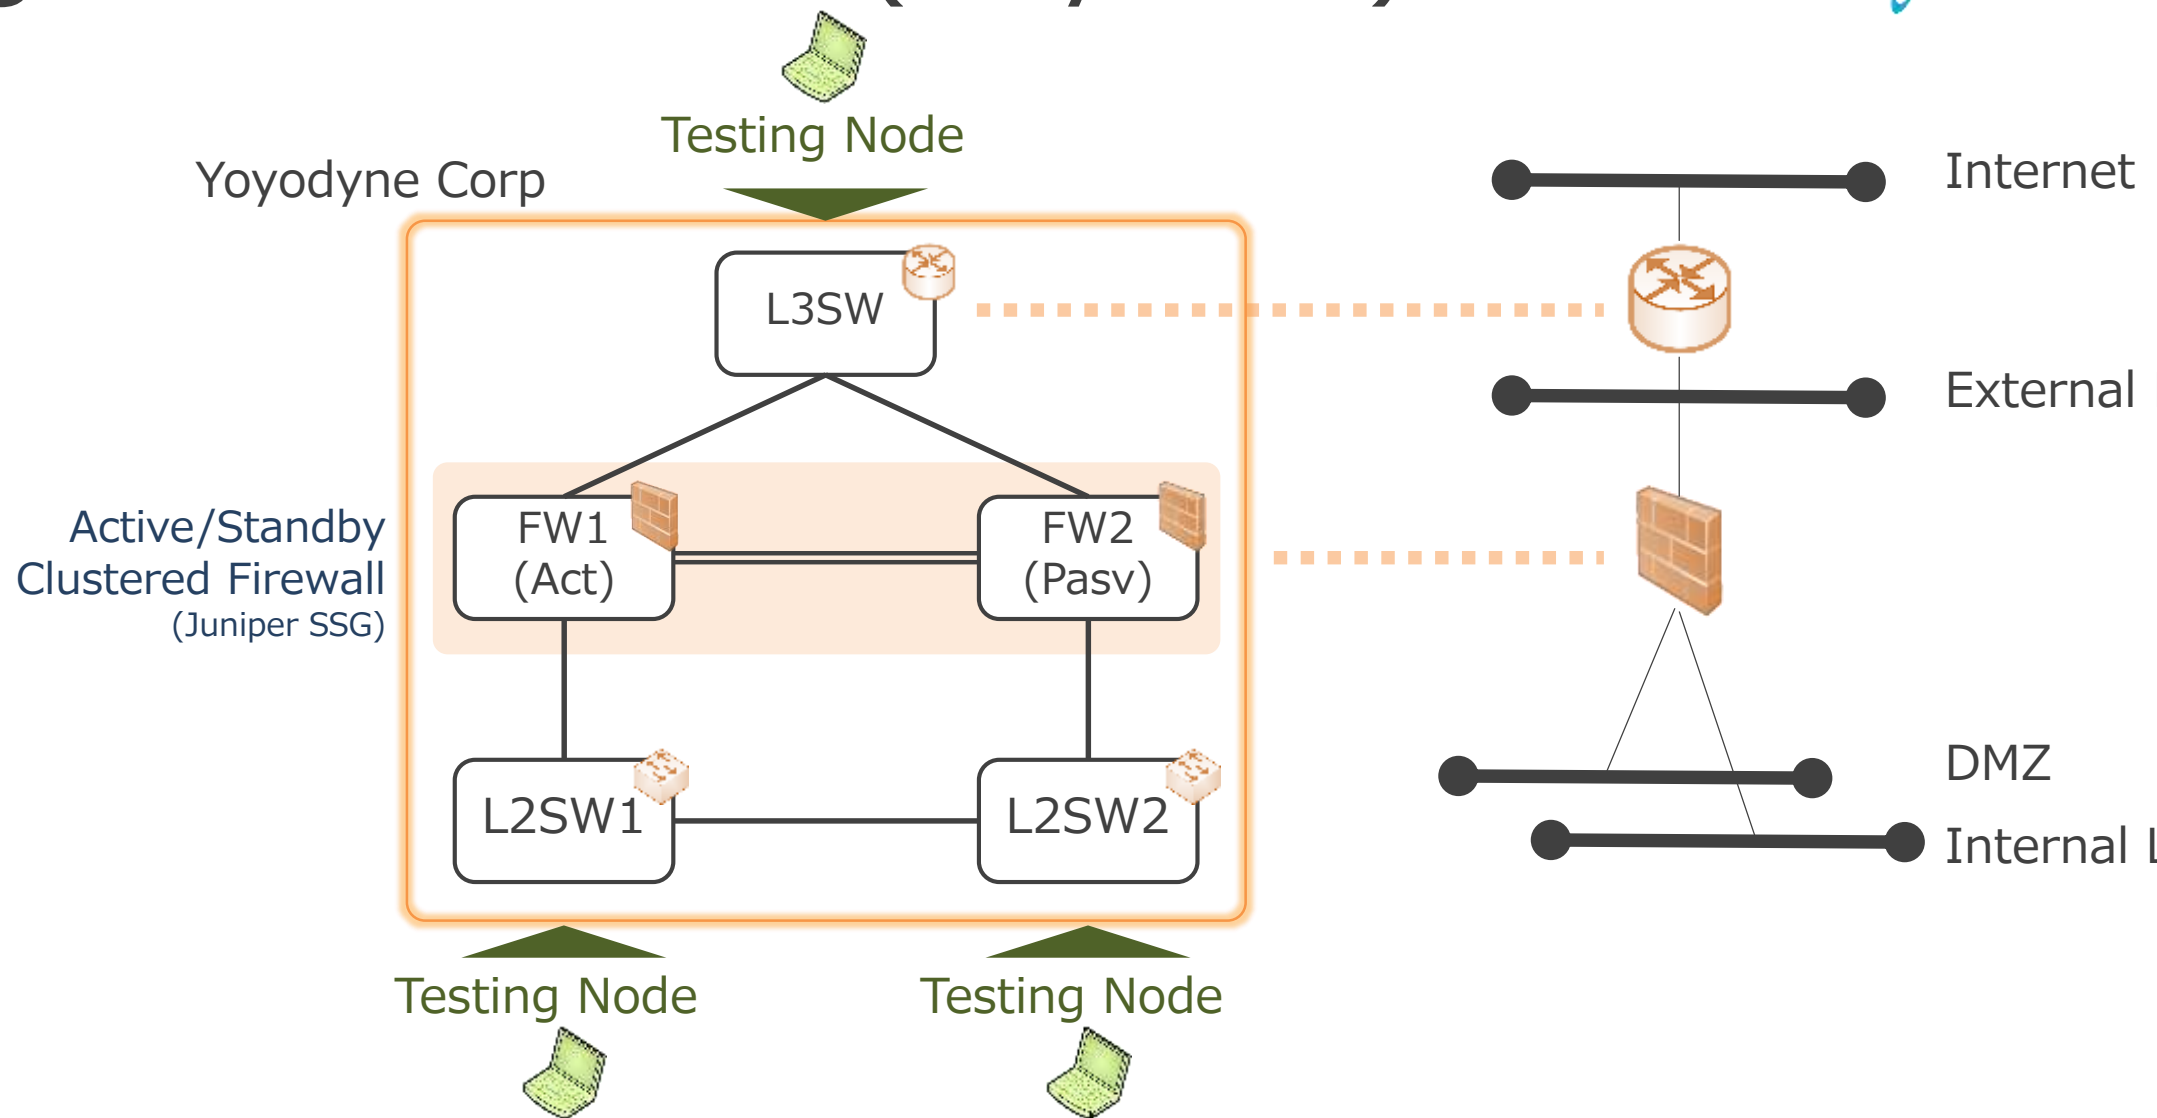 Testing Node
Yoyodyne Corp
Internet
L3SW
External
Active/Standby
Clustered Firewall
(Juniper SSG)
FW1
(Act)
FW2
(Pasv)
DMZ
L2SW1
L2SW2
Internal
Testing Node
Testing Node